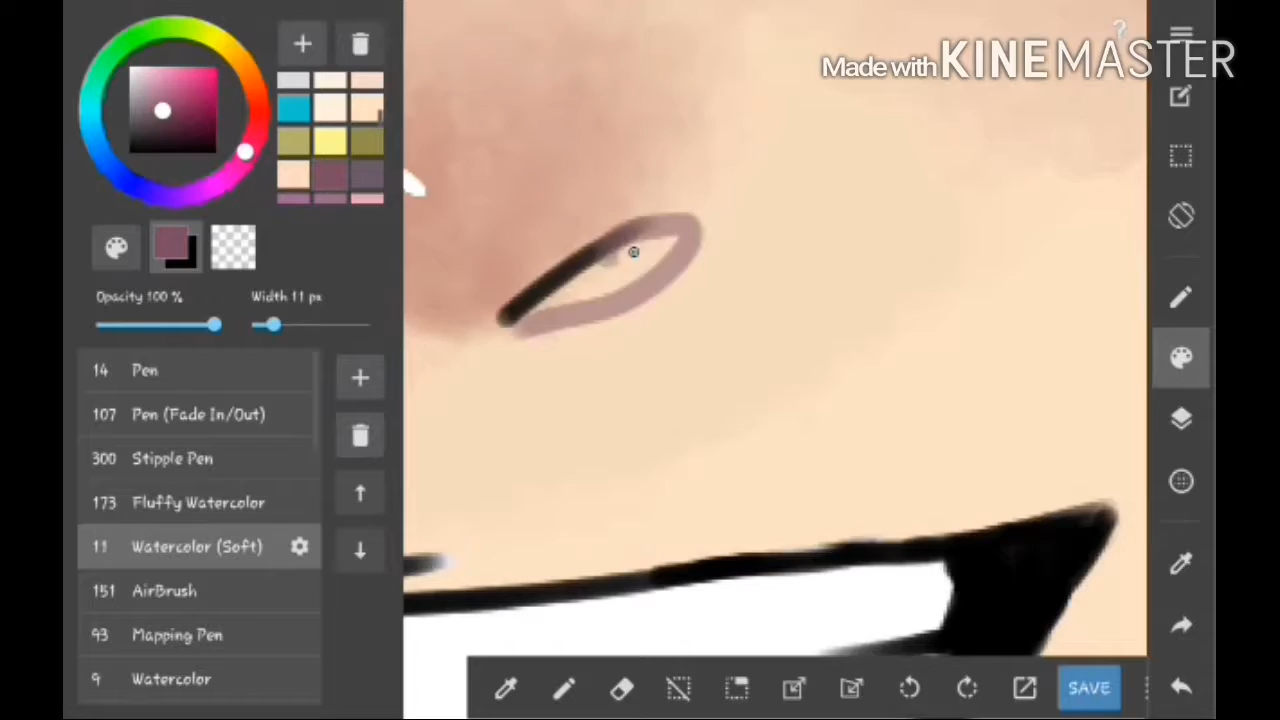 ?
Made with KINEMASTER
Opacity 100 %
Width 11 px
14 Pen
107 Pen (Fade In/Out)
300 Stipple Pen
173 Fluffy Watercolor
11 Watercolor (Soft)
151 AirBrush
93 Mapping Pen
9 Watercolor
SAVE